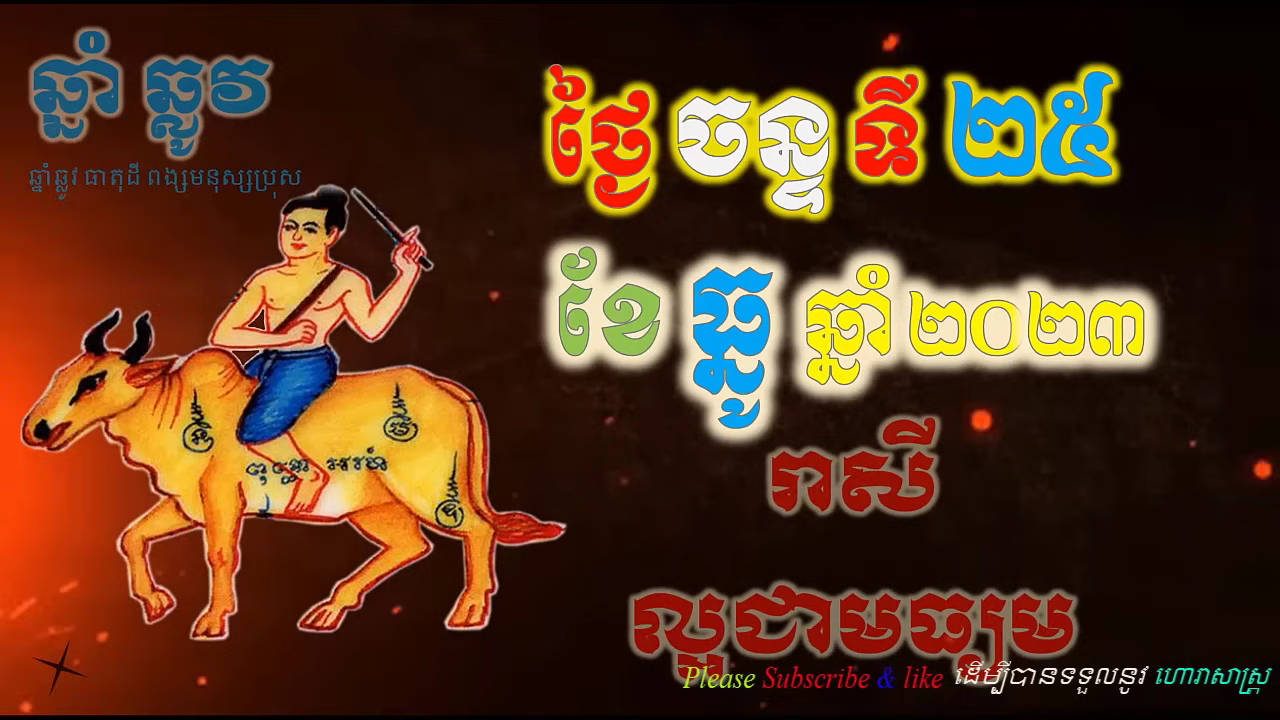 ឆ្នាំ ឆ្លូវ
ឆ្នាំឆ្លូវ ធាតុដី ពង្សមនុស្សប្រុស
ថ្ងៃ ចន្ទ ទី ២៥
ខែ ធ្នូ ឆ្នាំ ២០២៣
រាសី
ល្អជាមធ្យម
Please Subscribe & like ដើម្បីបានទទួលនូវ ហោរាសាស្ត្រ